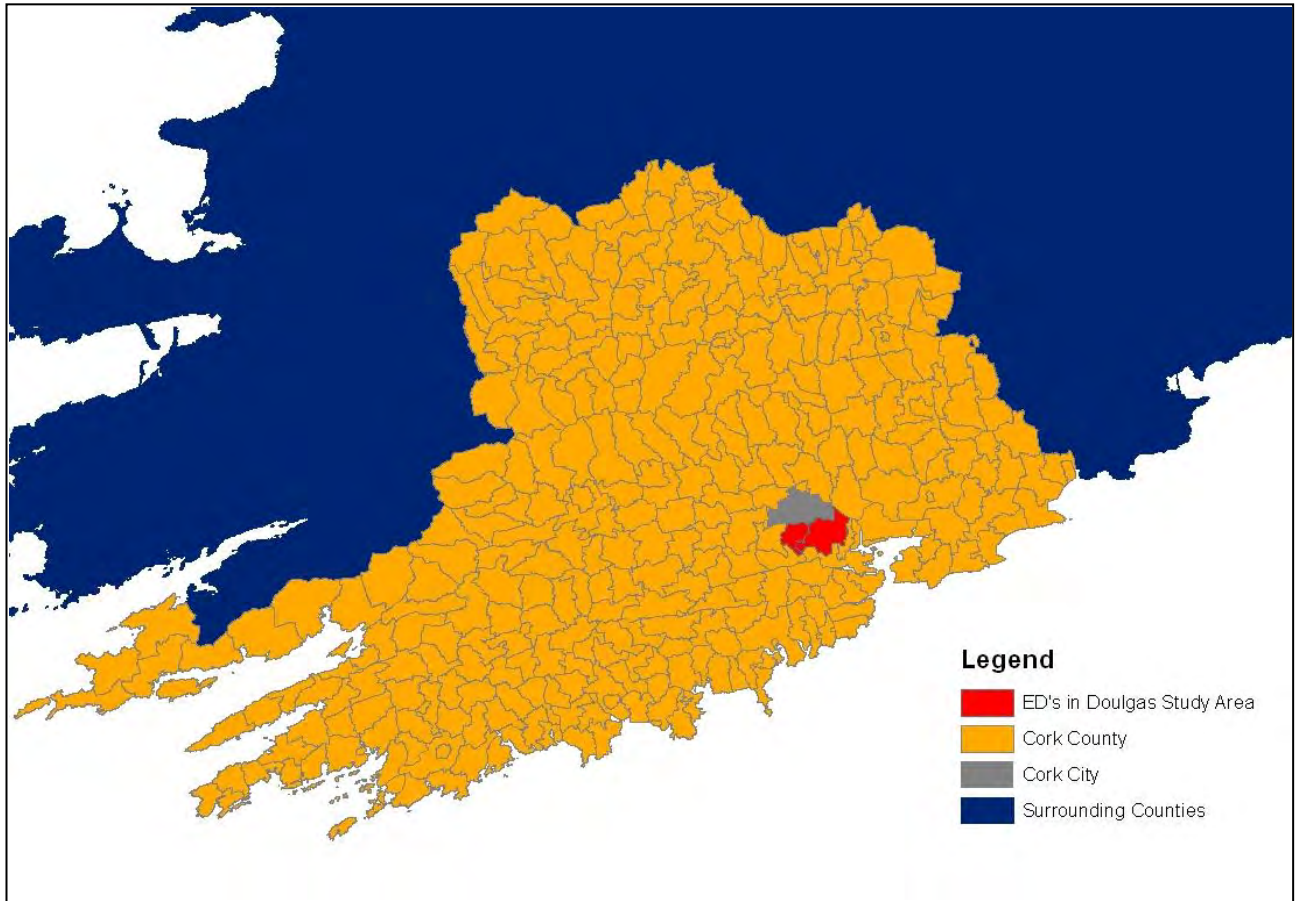 Legend
ED's in Doulgas Study Area
Cork County
Cork City
Surrounding Counties